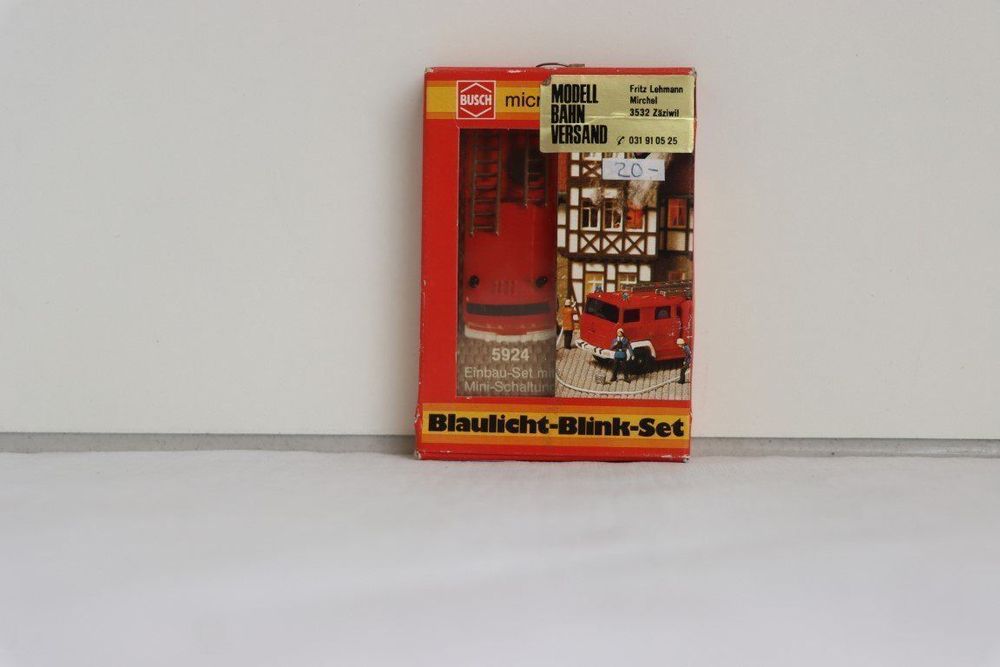 BUSCH
micr
MODELL
BAHN
VERSAND
Fritz Lehmann
Mirchel
3532 Zäziwil
031 91 05 25
20.-
5924
Einbau-Set mi
Mini-Schaltun
Blaulicht-Blink-Set